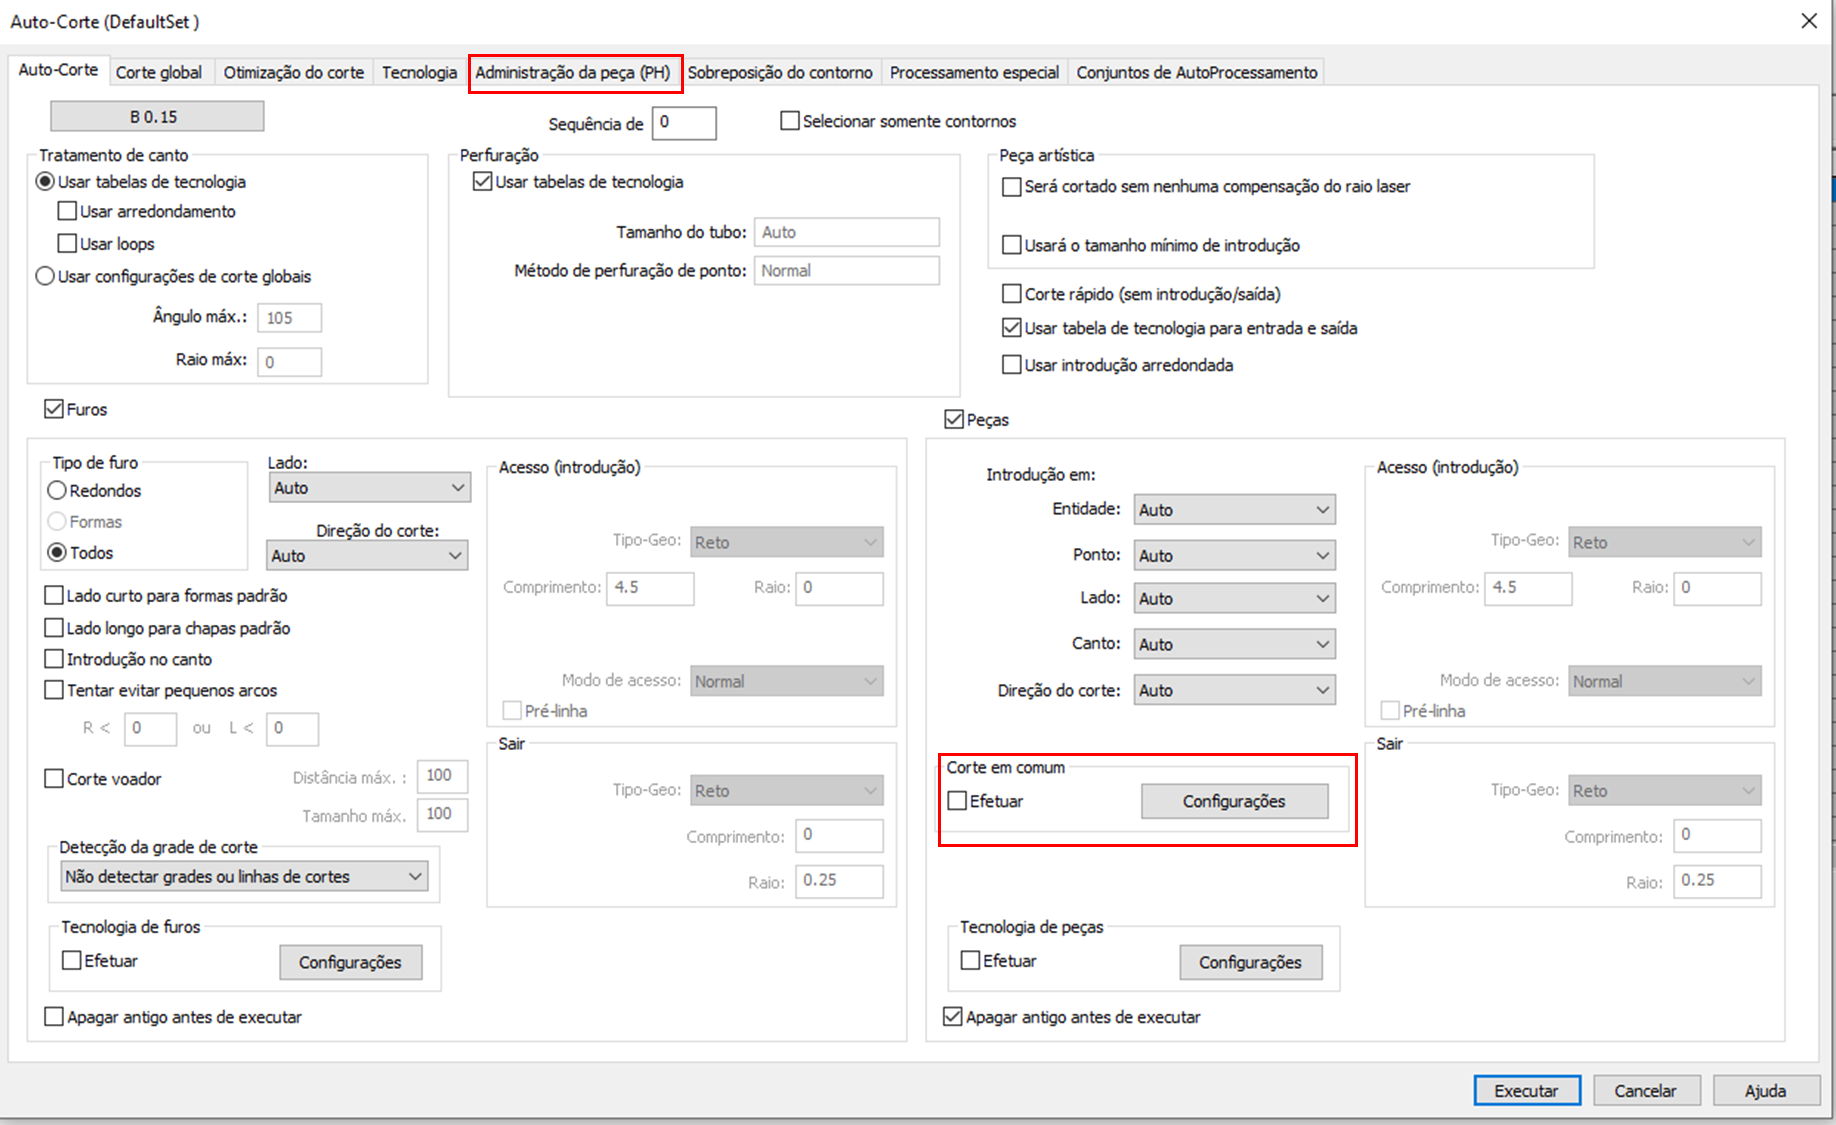 Auto-Corte (DefaultSet )
Auto-Corte Corte global Otimização do corte Tecnologia Administração da peça (PH) Sobreposição do contorno Processamento especial Conjuntos de AutoProcessamento
B 0.15
Sequência de 0
Selecionar somente contornos
Tratamento de canto
Usar tabelas de tecnologia
Usar arredondamento
Usar loops
Usar configurações de corte globais
Ângulo máx.: 105
Raio máx: 0
Perfuração
Usar tabelas de tecnologia
Tamanho do tubo: Auto
Método de perfuração de ponto: Normal
Peça artística
Será cortado sem nenhuma compensação do raio laser
Usará o tamanho mínimo de introdução
Corte rápido (sem introdução/saída)
Usar tabela de tecnologia para entrada e saída
Usar introdução arredondada
Furos
Tipo de furo
Redondos
Formas
Todos
Lado:
Auto
Direção do corte:
Auto
Lado curto para formas padrão
Lado longo para chapas padrão
Introdução no canto
Tentar evitar pequenos arcos
R < 0 ou L < 0
Corte voador
Distância máx. : 100
Tamanho máx. 100
Detecção da grade de corte
Não detectar grades ou linhas de cortes
Tecnologia de furos
Efetuar Configurações
Apagar antigo antes de executar
Acesso (introdução)
Tipo-Geo: Reto
Comprimento: 4.5 Raio: 0
Modo de acesso: Normal
Pré-linha
Sair
Tipo-Geo: Reto
Comprimento: 0
Raio: 0.25
Peças
Introdução em:
Entidade: Auto
Ponto: Auto
Lado: Auto
Canto: Auto
Direção do corte: Auto
Corte em comum
Efetuar Configurações
Tecnologia de peças
Efetuar Configurações
Apagar antigo antes de executar
Acesso (introdução)
Tipo-Geo: Reto
Comprimento: 4.5 Raio: 0
Modo de acesso: Normal
Pré-linha
Sair
Tipo-Geo: Reto
Comprimento: 0
Raio: 0.25
Executar Cancelar Ajuda